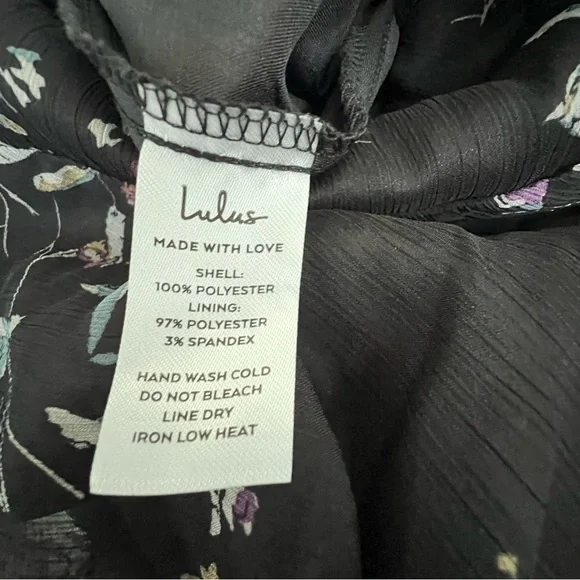 Lulus
MADE WITH LOVE
SHELL:
100% POLYESTER
LINING:
97% POLYESTER
3% SPANDEX
HAND WASH COLD
DO NOT BLEACH
LINE DRY
IRON LOW HEAT